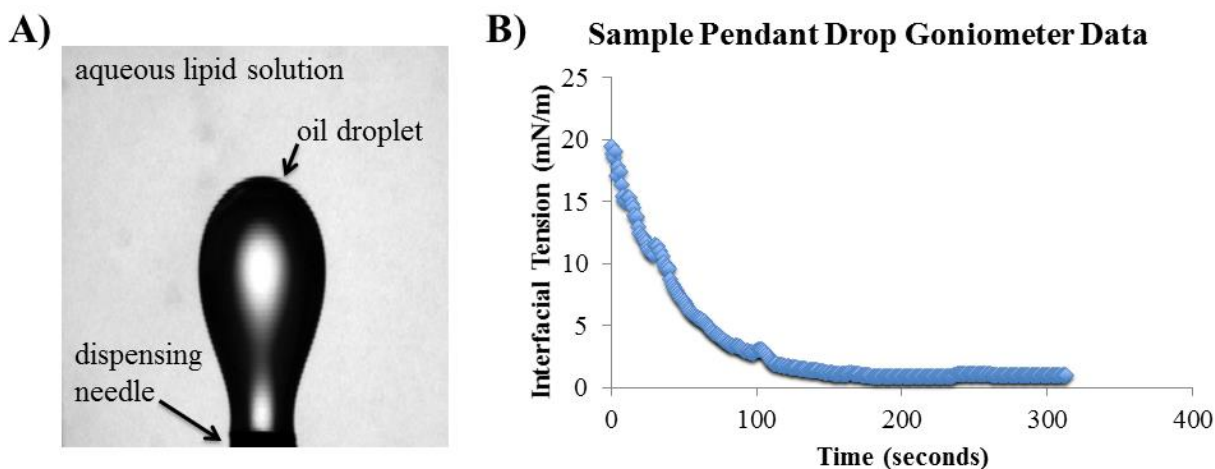 A)
aqueous lipid solution
oil droplet
dispensing
needle
B)
Sample Pendant Drop Goniometer Data
Interfacial Tension (mN/m)
25
20
15
10
5
0
0 100 200 300 400
Time (seconds)